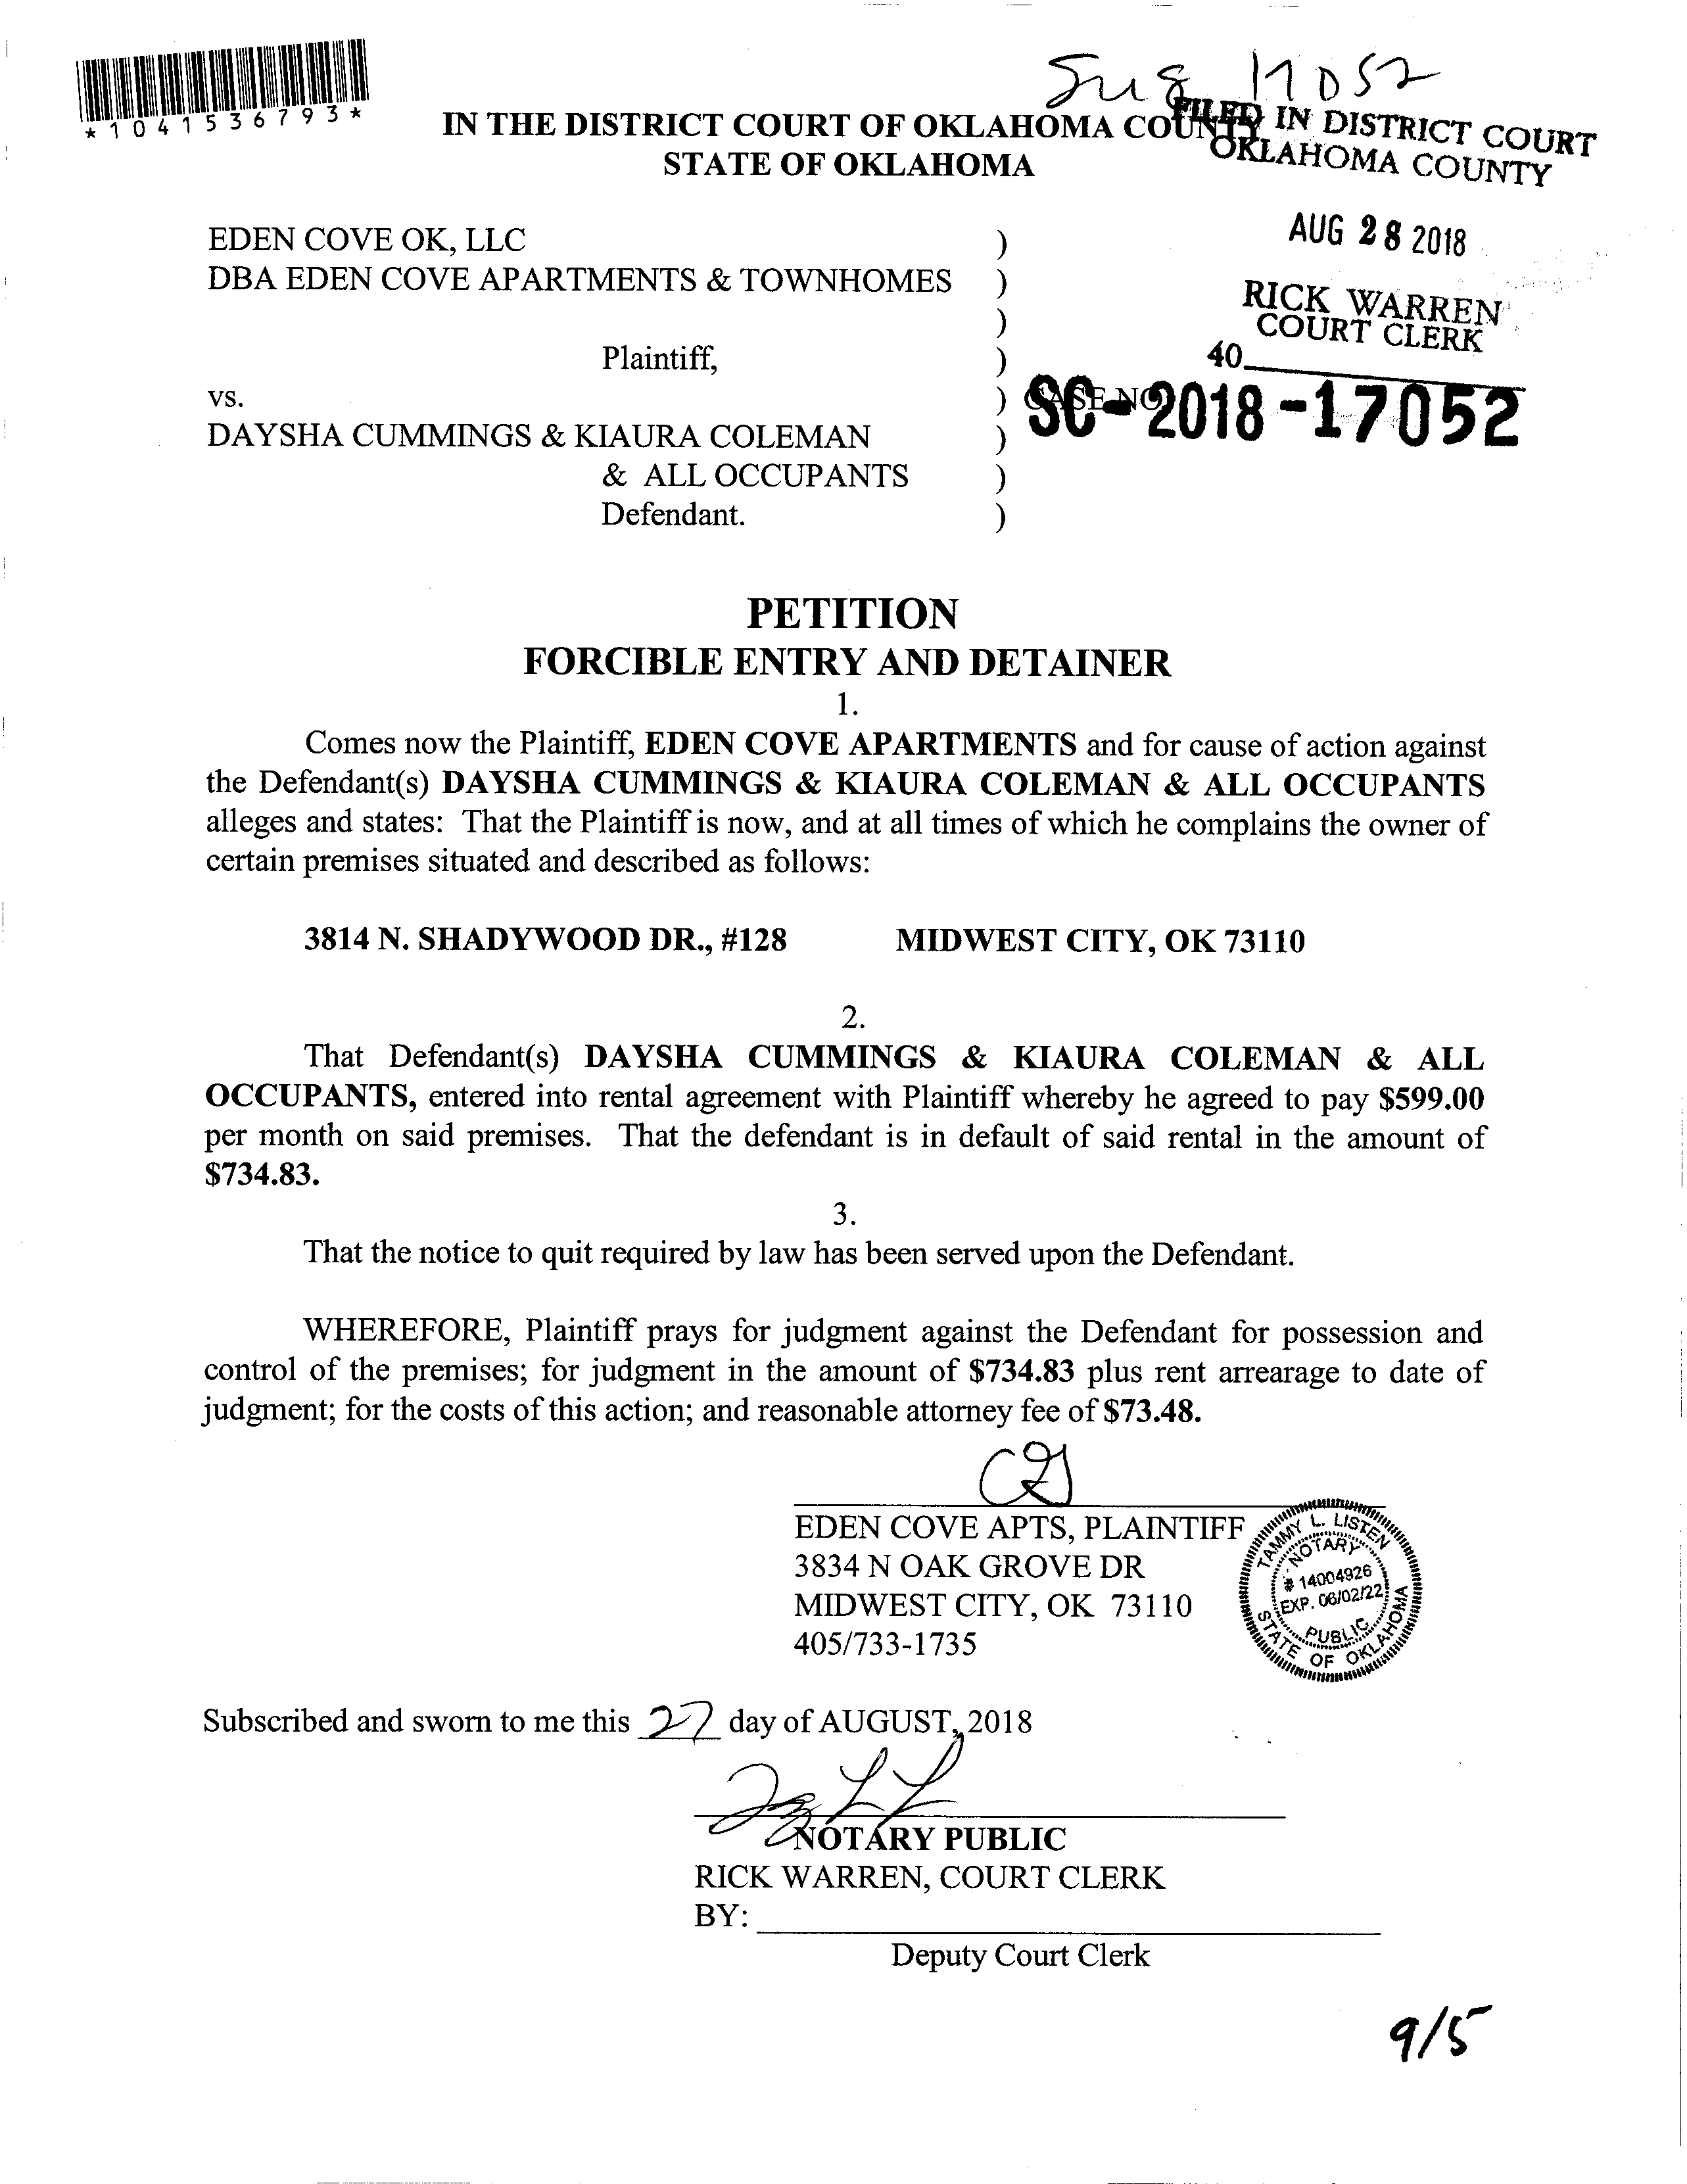 *1041536793*
17052
IN THE DISTRICT COURT OF OKLAHOMA COUNTY
STATE OF OKLAHOMA
FILED IN DISTRICT COURT
OKLAHOMA COUNTY
AUG 28 2018
RICK WARREN
COURT CLERK
40
EDEN COVE OK, LLC )
DBA EDEN COVE APARTMENTS & TOWNHOMES )
)
Plaintiff, )
vs. ) CASE NO
SC-2018-17052
DAYSHA CUMMINGS & KIAURA COLEMAN )
& ALL OCCUPANTS )
Defendant. )
PETITION
FORCIBLE ENTRY AND DETAINER
1.
Comes now the Plaintiff, EDEN COVE APARTMENTS and for cause of action against
the Defendant(s) DAYSHA CUMMINGS & KIAURA COLEMAN & ALL OCCUPANTS
alleges and states: That the Plaintiff is now, and at all times of which he complains the owner of
certain premises situated and described as follows:
3814 N. SHADYWOOD DR., #128 MIDWEST CITY, OK 73110
2.
That Defendant(s) DAYSHA CUMMINGS & KIAURA COLEMAN & ALL
OCCUPANTS, entered into rental agreement with Plaintiff whereby he agreed to pay $599.00
per month on said premises. That the defendant is in default of said rental in the amount of
$734.83.
3.
That the notice to quit required by law has been served upon the Defendant.
WHEREFORE, Plaintiff prays for judgment against the Defendant for possession and
control of the premises; for judgment in the amount of $734.83 plus rent arrearage to date of
judgment; for the costs of this action; and reasonable attorney fee of $73.48.
EDEN COVE APTS, PLAINTIFF
3834 N OAK GROVE DR
MIDWEST CITY, OK 73110
405/733-1735
TAMMY L. LISTEN
NOTARY
# 14004926
EXP. 06/02/22
PUBLIC
STATE OF OKLAHOMA
Subscribed and sworn to me this 27 day of AUGUST, 2018
NOTARY PUBLIC
RICK WARREN, COURT CLERK
BY:
Deputy Court Clerk
9/5